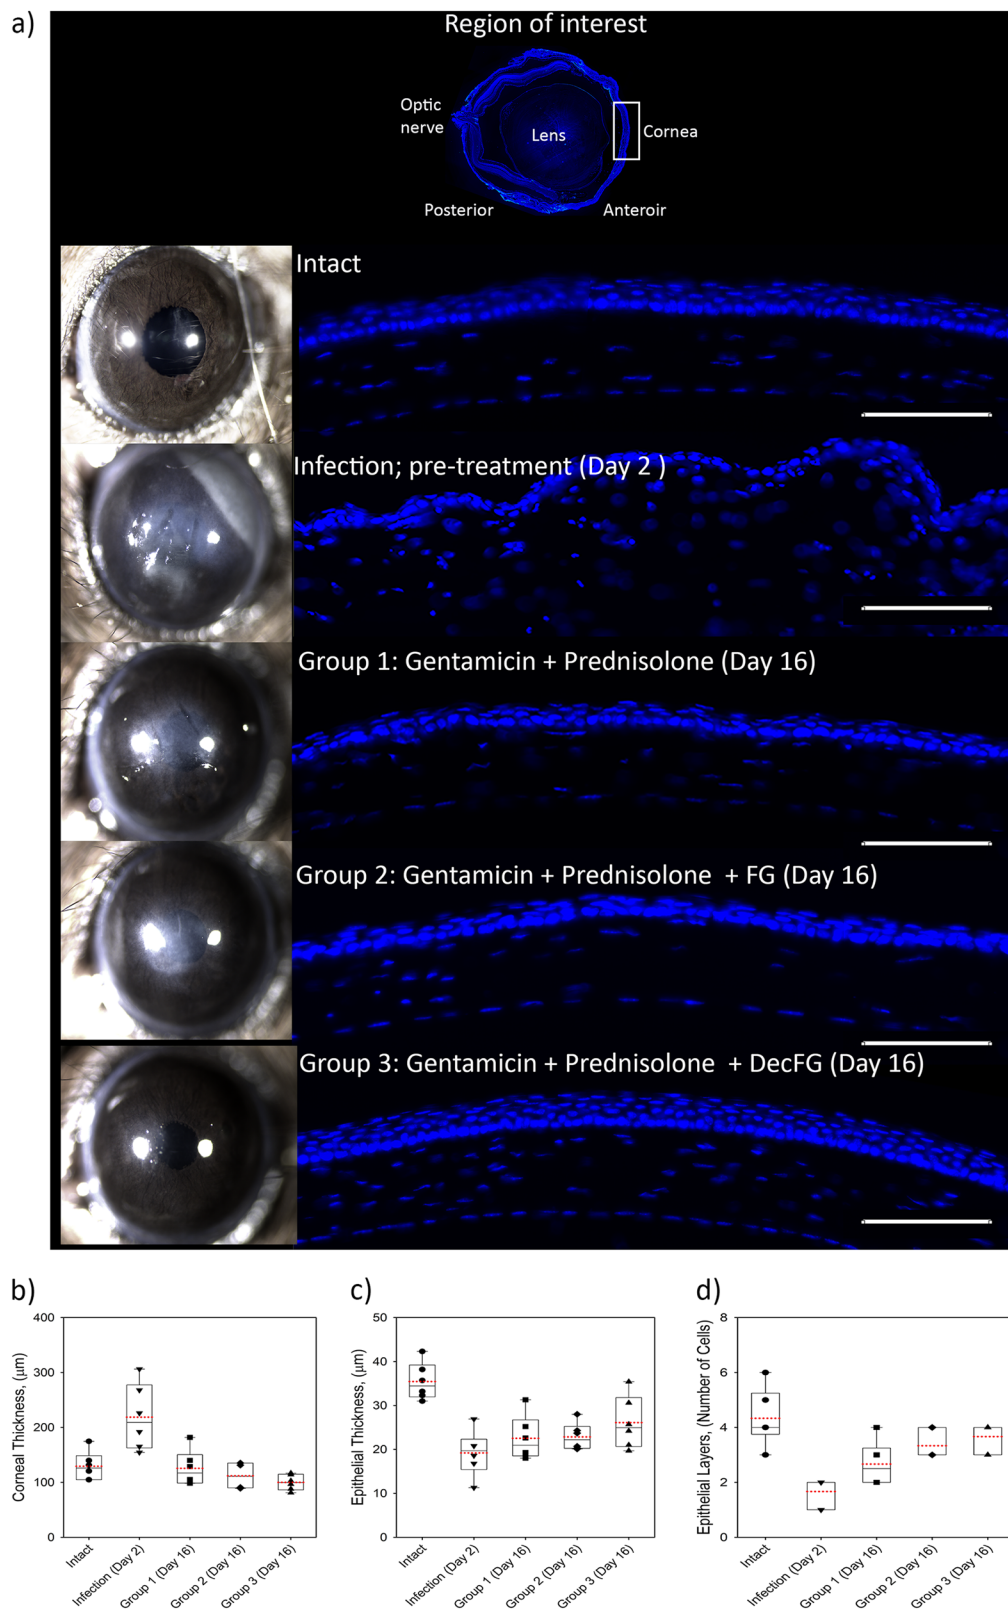 a)
Region of interest
Optic
nerve
Lens
Cornea
Posterior
Anteroir
Intact
Infection; pre-treatment (Day 2 )
Group 1: Gentamicin + Prednisolone (Day 16)
Group 2: Gentamicin + Prednisolone + FG (Day 16)
Group 3: Gentamicin + Prednisolone + DecFG (Day 16)
b)
Corneal Thickness, (μm)
400
300
200
100
0
Intact
Infection (Day 2)
Group 1 (Day 16)
Group 2 (Day 16)
Group 3 (Day 16)
c)
Epithelial Thickness, (μm)
50
40
30
20
10
0
Intact
Infection (Day 2)
Group 1 (Day 16)
Group 2 (Day 16)
Group 3 (Day 16)
d)
Epithelial Layers, (Number of Cells)
8
6
4
2
0
Intact
Infection (Day 2)
Group 1 (Day 16)
Group 2 (Day 16)
Group 3 (Day 16)